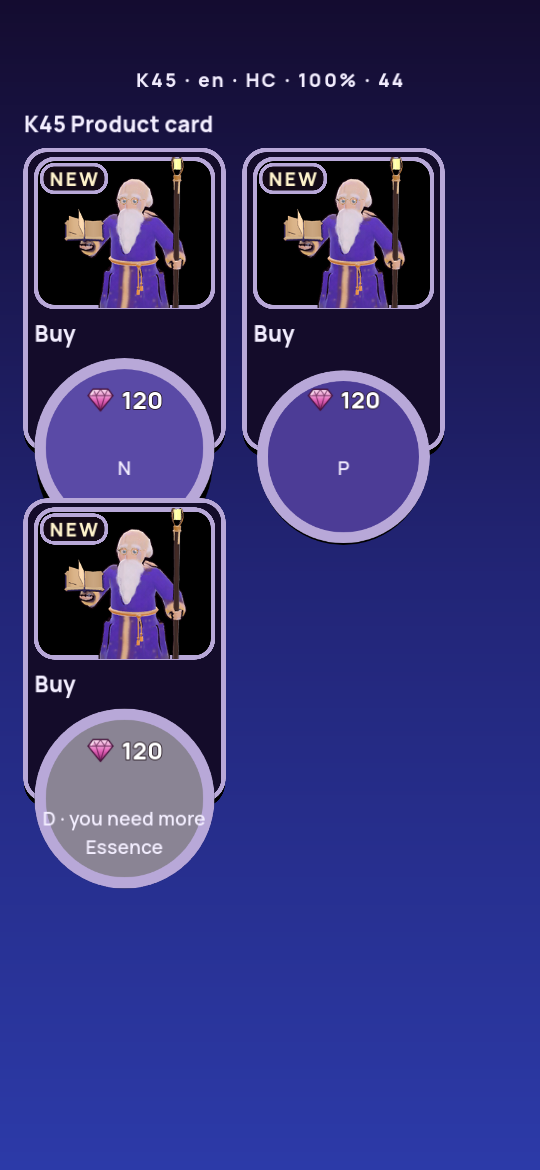 K45 · en · HC · 100% · 44
K45 Product card
NEW
NEW
Buy
Buy
120
120
N
P
NEW
Buy
120
D · you need more
Essence